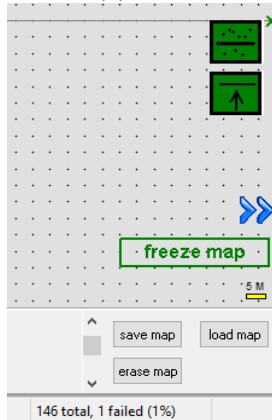 freeze map
5 M
save map load map
erase map
146 total, 1 failed (1%)